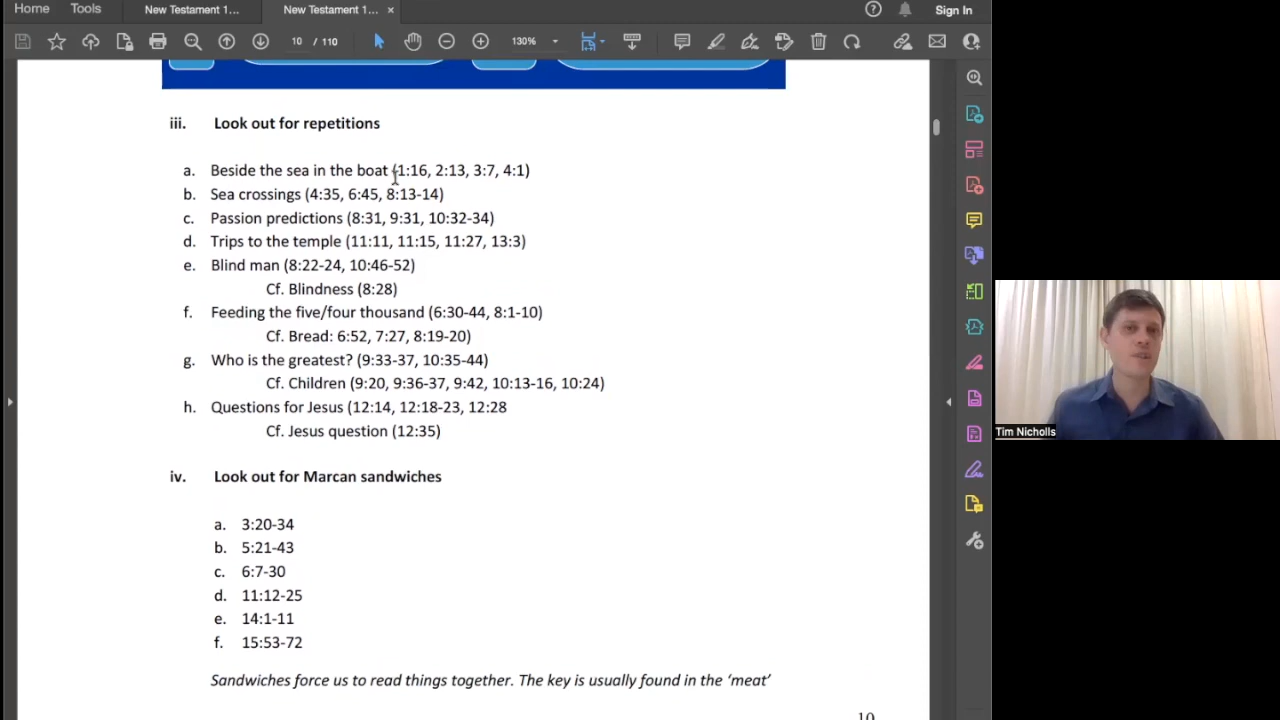 Home Tools New Testament 1... New Testament 1... × Sign In
10 / 110 130%
iii. Look out for repetitions
a. Beside the sea in the boat (1:16, 2:13, 3:7, 4:1)
b. Sea crossings (4:35, 6:45, 8:13-14)
c. Passion predictions (8:31, 9:31, 10:32-34)
d. Trips to the temple (11:11, 11:15, 11:27, 13:3)
e. Blind man (8:22-24, 10:46-52)
Cf. Blindness (8:28)
f. Feeding the five/four thousand (6:30-44, 8:1-10)
Cf. Bread: 6:52, 7:27, 8:19-20)
g. Who is the greatest? (9:33-37, 10:35-44)
Cf. Children (9:20, 9:36-37, 9:42, 10:13-16, 10:24)
h. Questions for Jesus (12:14, 12:18-23, 12:28
Cf. Jesus question (12:35)
iv. Look out for Marcan sandwiches
a. 3:20-34
b. 5:21-43
c. 6:7-30
d. 11:12-25
e. 14:1-11
f. 15:53-72
Sandwiches force us to read things together. The key is usually found in the ‘meat’
10
Tim Nicholls